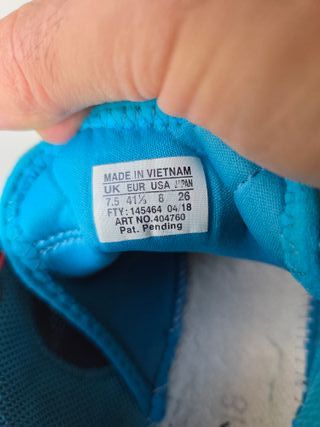 MADE IN VIETNAM
UK EUR USA JAPAN
7.5 41⅓ 8 26
FTY: 145464 04/18
ART NO.404760
Pat. Pending